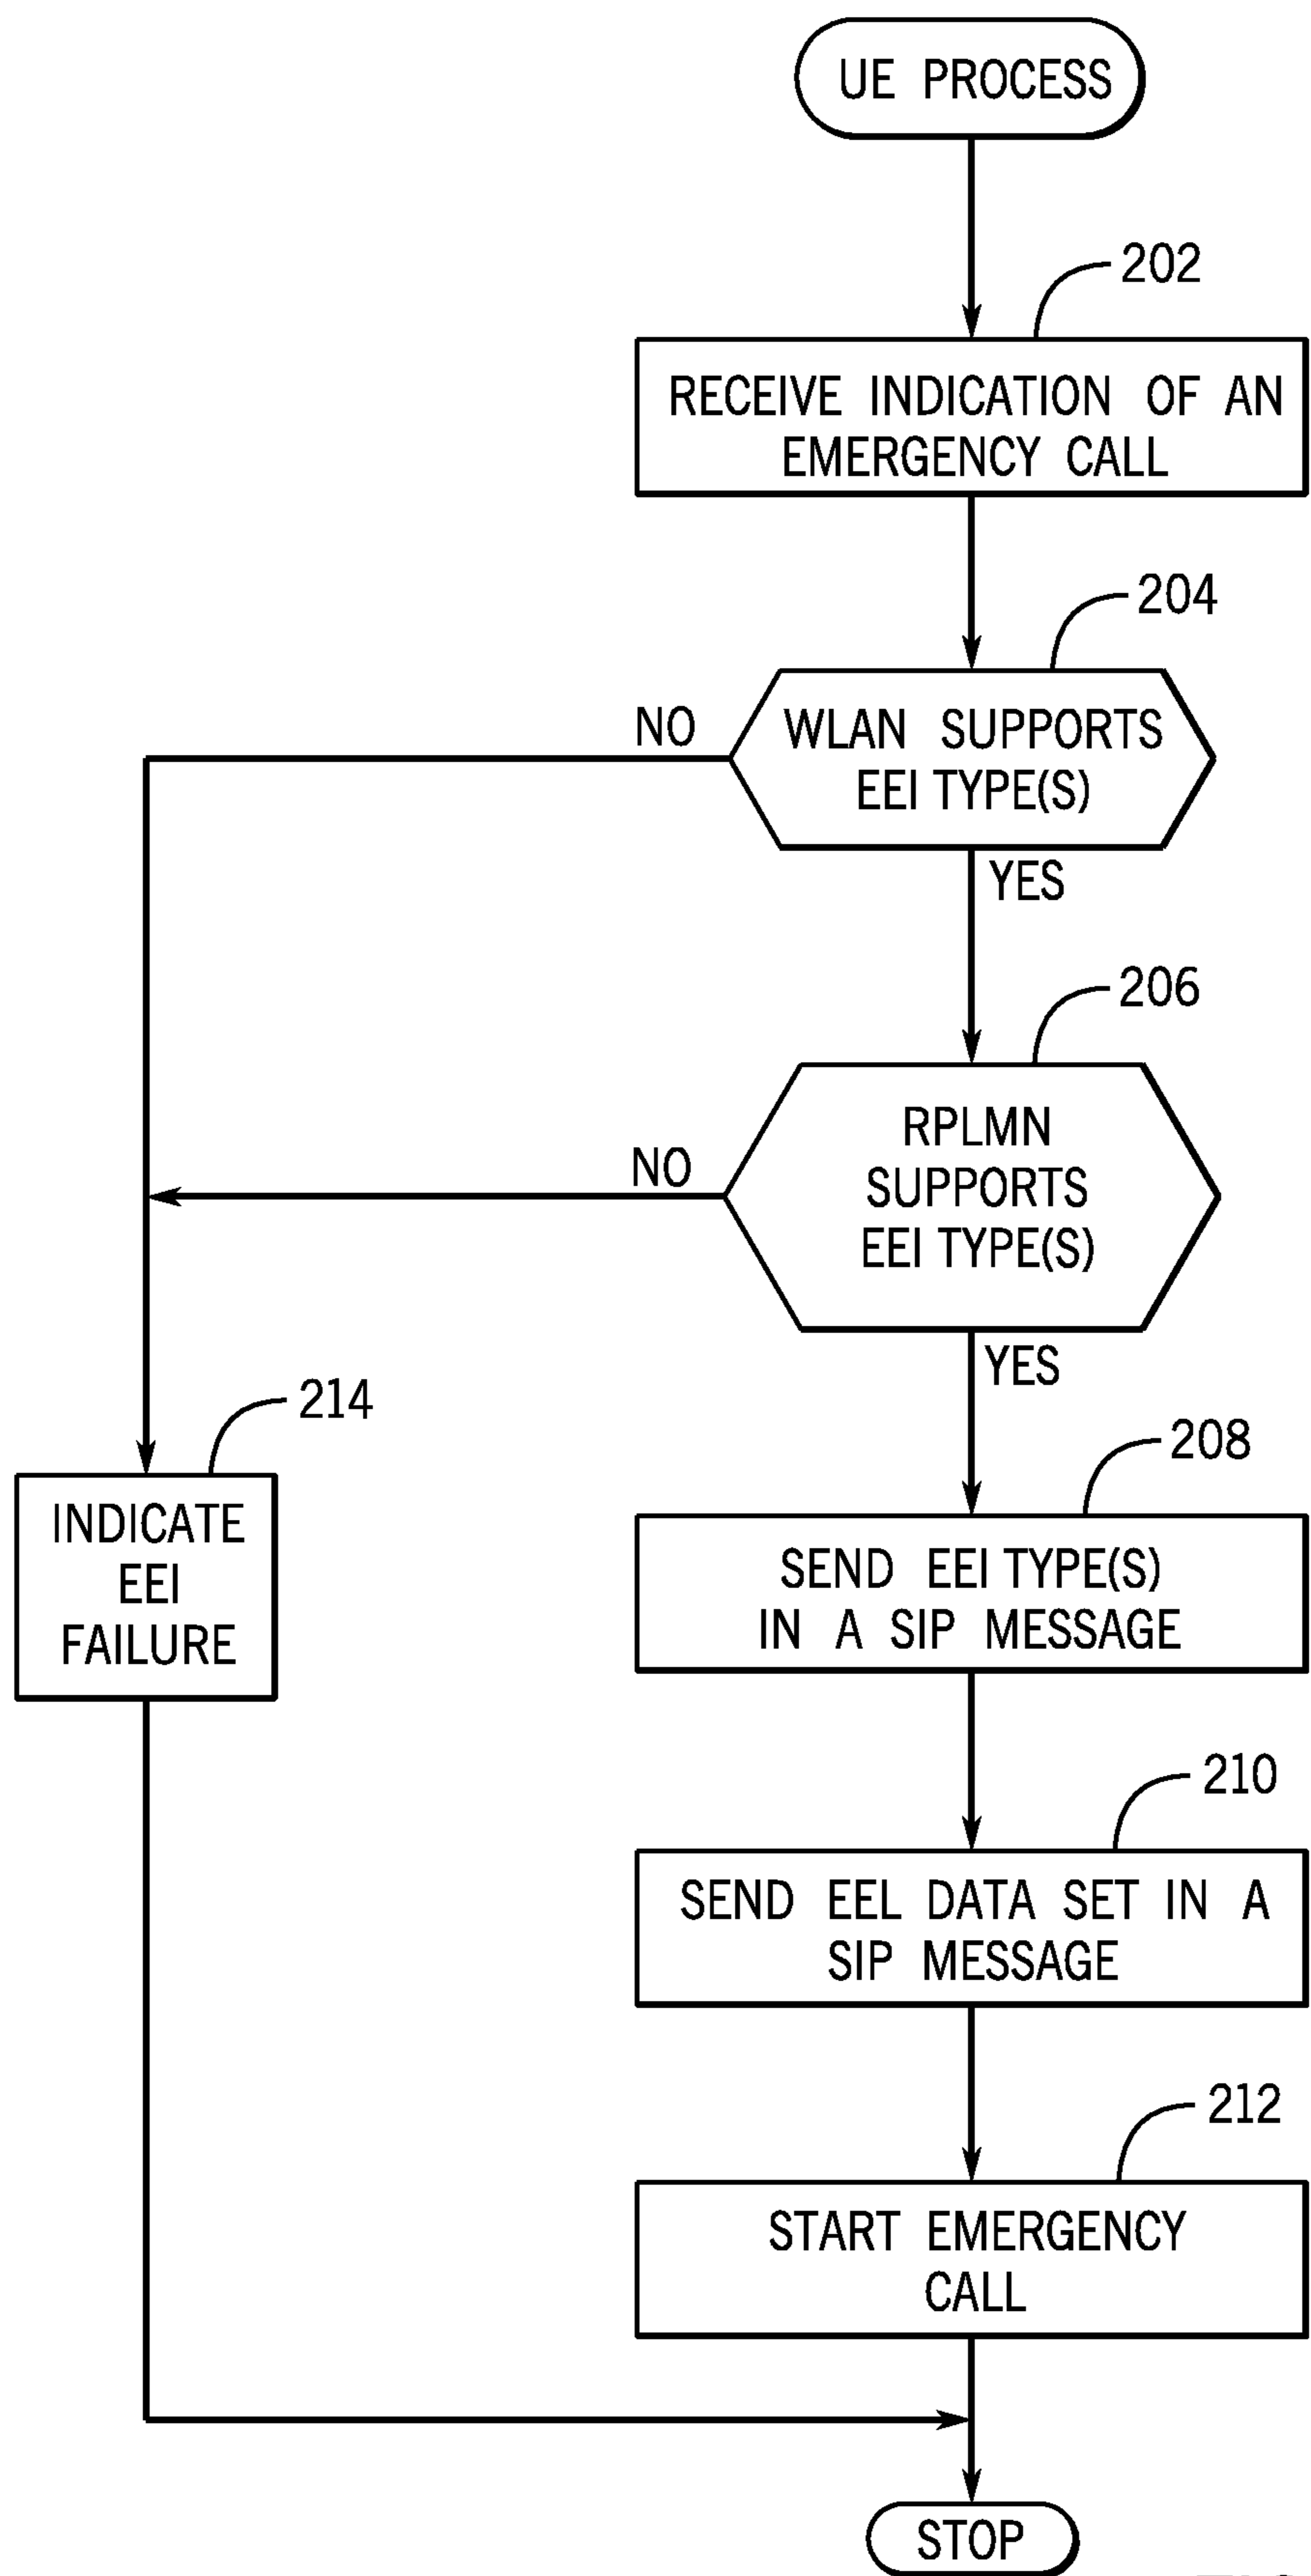 UE PROCESS
202
RECEIVE INDICATION OF AN
EMERGENCY CALL
204
NO
WLAN SUPPORTS
EEI TYPE(S)
YES
206
NO
RPLMN
SUPPORTS
EEI TYPE(S)
YES
214
INDICATE
EEI
FAILURE
208
SEND EEI TYPE(S)
IN A SIP MESSAGE
210
SEND EEL DATA SET IN A
SIP MESSAGE
212
START EMERGENCY
CALL
STOP